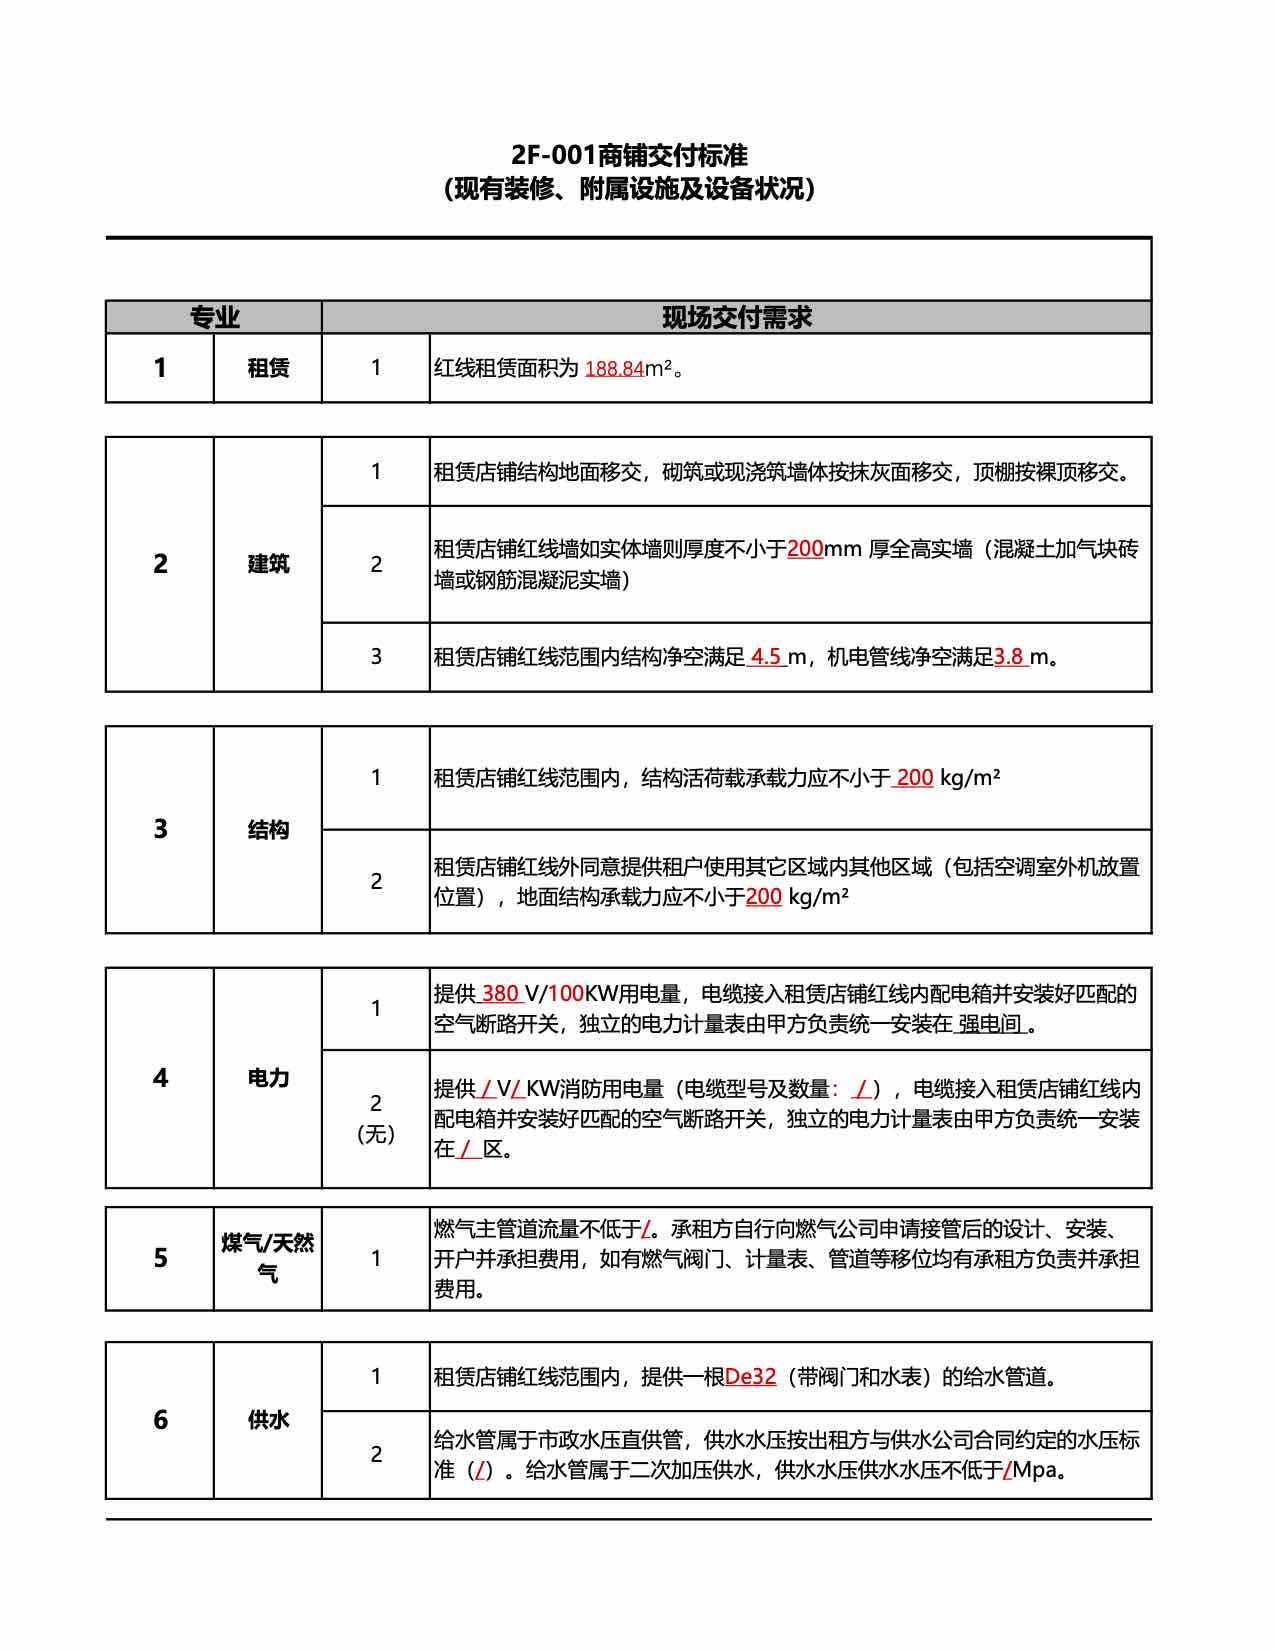 2F-001商铺交付标准
（现有装修、附属设施及设备状况）
专业 现场交付需求
1 租赁 1 红线租赁面积为 188.84m²。
1 租赁店铺结构地面移交，砌筑或现浇筑墙体按抹灰面移交，顶棚按裸顶移交。
2 建筑 2 租赁店铺红线墙如实体墙则厚度不小于200mm 厚全高实墙（混凝土加气块砖
墙或钢筋混凝泥实墙）
3 租赁店铺红线范围内结构净空满足 4.5 m，机电管线净空满足3.8 m。
1 租赁店铺红线范围内，结构活荷载承载力应不小于 200 kg/m²
3 结构
2 租赁店铺红线外同意提供租户使用其它区域内其他区域（包括空调室外机放置
位置），地面结构承载力应不小于200 kg/m²
1 提供 380 V/100KW用电量，电缆接入租赁店铺红线内配电箱并安装好匹配的
空气断路开关，独立的电力计量表由甲方负责统一安装在 强电间 。
4 电力
2 提供 / V/ KW消防用电量（电缆型号及数量： / ），电缆接入租赁店铺红线内
（无） 配电箱并安装好匹配的空气断路开关，独立的电力计量表由甲方负责统一安装
在 / 区。
燃气主管道流量不低于/。承租方自行向燃气公司申请接管后的设计、安装、
5 煤气/天然 1 开户并承担费用，如有燃气阀门、计量表、管道等移位均有承租方负责并承担
气 费用。
1 租赁店铺红线范围内，提供一根De32（带阀门和水表）的给水管道。
6 供水
2 给水管属于市政水压直供管，供水水压按出租方与供水公司合同约定的水压标
准（/）。给水管属于二次加压供水，供水水压供水水压不低于/Mpa。